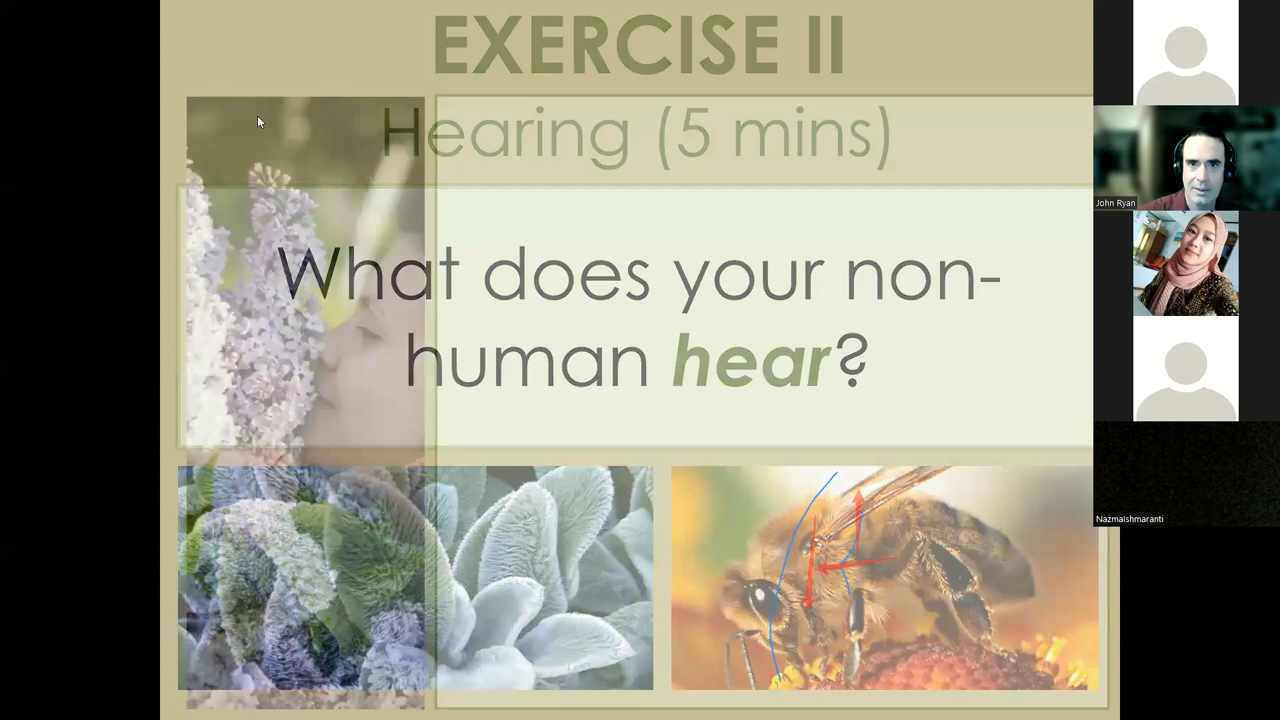 EXERCISE II
Hearing (5 mins)
What does your non-
human hear?
John Ryan
Nazmaishmaranti